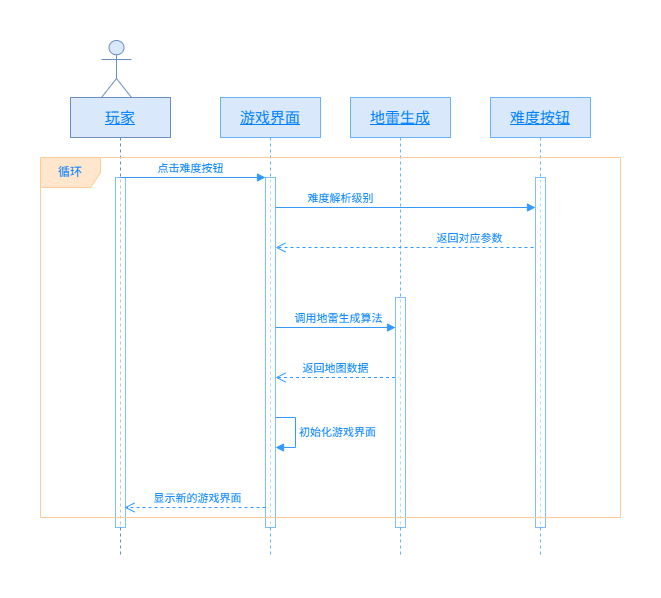 玩家
游戏界面
地雷生成
难度按钮
循环
点击难度按钮
难度解析级别
返回对应参数
调用地雷生成算法
返回地图数据
初始化游戏界面
显示新的游戏界面